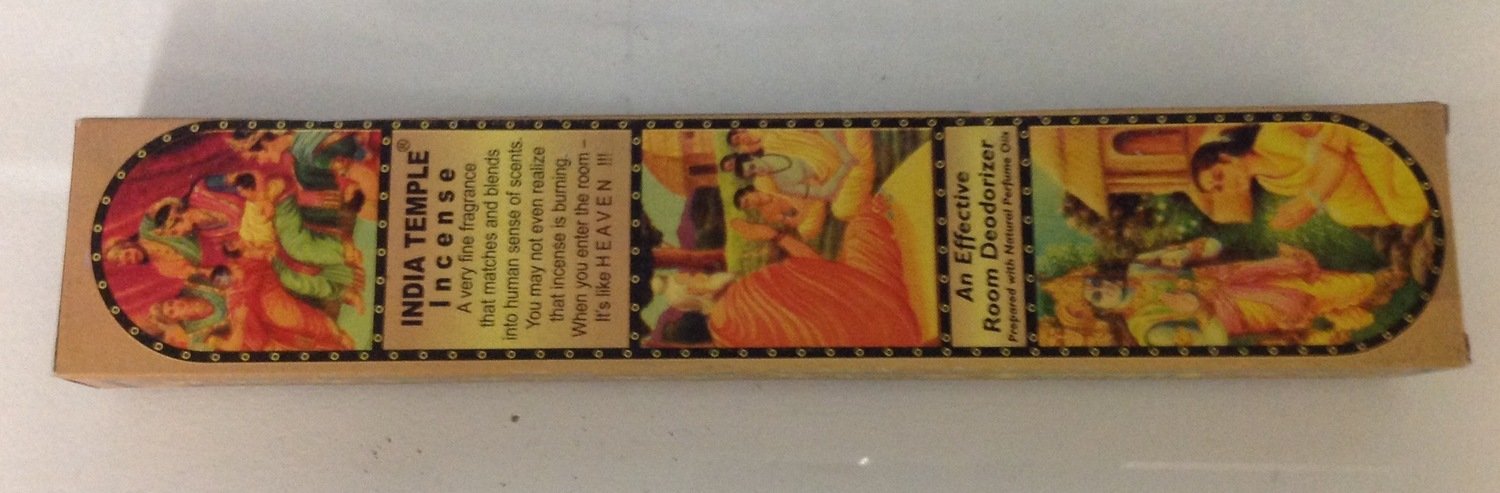 INDIA TEMPLE®
Incense
A very fine fragrance
that matches and blends
into human sense of scents.
You may not even realize
that incense is burning.
When you enter the room –
It's like HEAVEN !!!
An Effective
Room Deodorizer
Prepared with Natural Perfume Oils